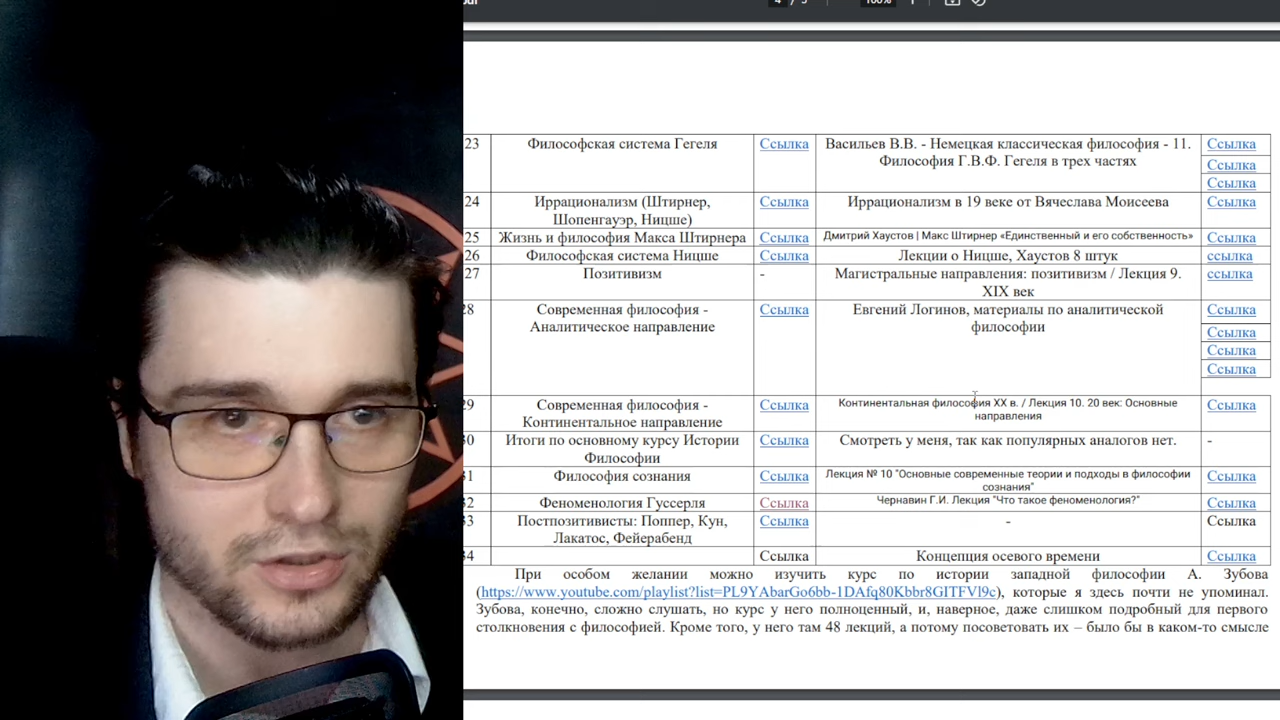 4 / 5 100%
23 Философская система Гегеля Ссылка Васильев В.В. - Немецкая классическая философия - 11. Ссылка
Философия Г.В.Ф. Гегеля в трех частях Ссылка
Ссылка
24 Иррационализм (Штирнер, Ссылка Иррационализм в 19 веке от Вячеслава Моисеева Ссылка
Шопенгауэр, Ницше)
25 Жизнь и философия Макса Штирнера Ссылка Дмитрий Хаустов | Макс Штирнер «Единственный и его собственность» Ссылка
26 Философская система Ницше Ссылка Лекции о Ницше, Хаустов 8 штук ссылка
27 Позитивизм - Магистральные направления: позитивизм / Лекция 9. ссылка
XIX век
28 Современная философия - Ссылка Евгений Логинов, материалы по аналитической Ссылка
Аналитическое направление философии Ссылка
Ссылка
Ссылка
29 Современная философия - Ссылка Континентальная философия XX в. / Лекция 10. 20 век: Основные Ссылка
Континентальное направление направления
30 Итоги по основному курсу Истории Ссылка Смотреть у меня, так как популярных аналогов нет. -
Философии
31 Философия сознания Ссылка Лекция № 10 "Основные современные теории и подходы в философии Ссылка
сознания"
32 Феноменология Гуссерля Ссылка Чернавин Г.И. Лекция "Что такое феноменология?" Ссылка
33 Постпозитивисты: Поппер, Кун, Ссылка - Ссылка
Лакатос, Фейерабенд
34 Ссылка Концепция осевого времени Ссылка
При особом желании можно изучить курс по истории западной философии А. Зубова
(https://www.youtube.com/playlist?list=PL9YAbarGo6bb-1DAfq80Kbbr8GITFVl9c), которые я здесь почти не упоминал.
Зубова, конечно, сложно слушать, но курс у него полноценный, и, наверное, даже слишком подробный для первого
столкновения с философией. Кроме того, у него там 48 лекций, а потому посоветовать их – было бы в каком-то смысле